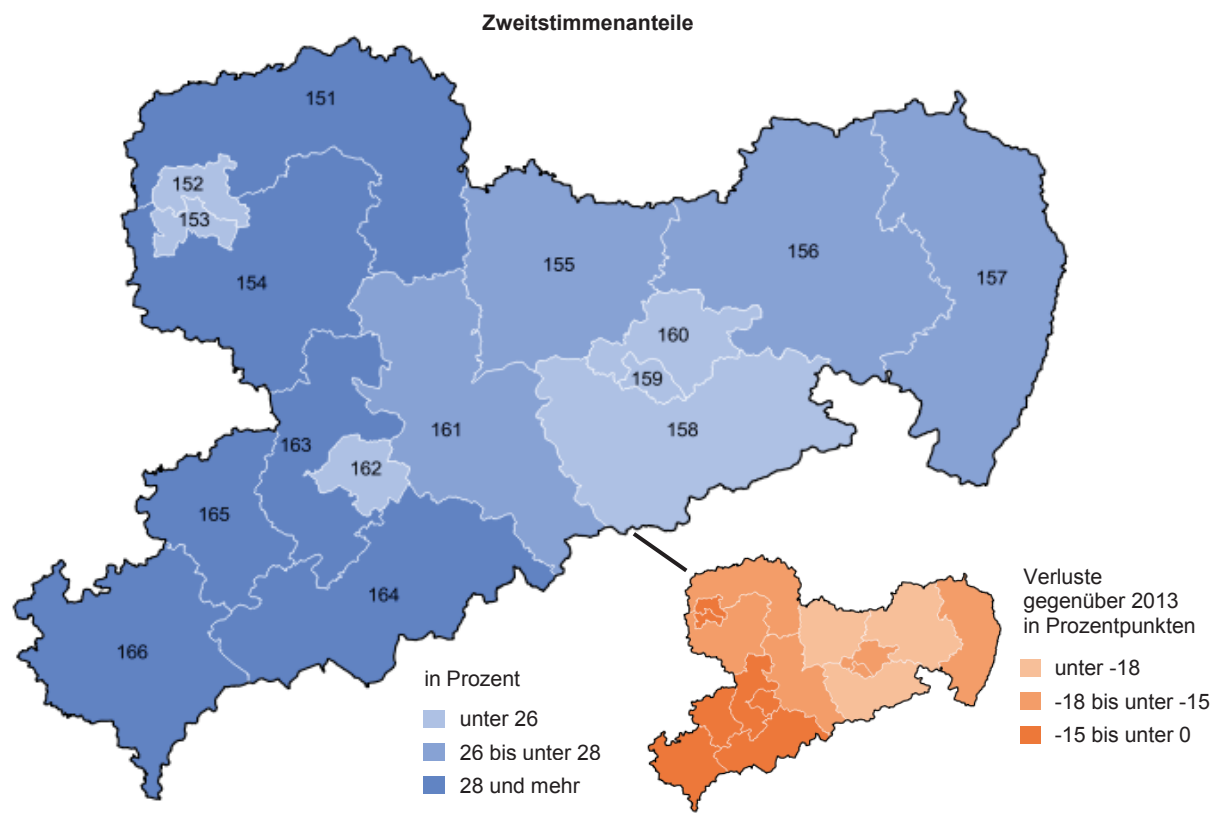 Zweitstimmenanteile
151
152
153
154
155
156
157
160
159
158
161
163
162
165
164
166
in Prozent
unter 26
26 bis unter 28
28 und mehr
Verluste
gegenüber 2013
in Prozentpunkten
unter -18
-18 bis unter -15
-15 bis unter 0